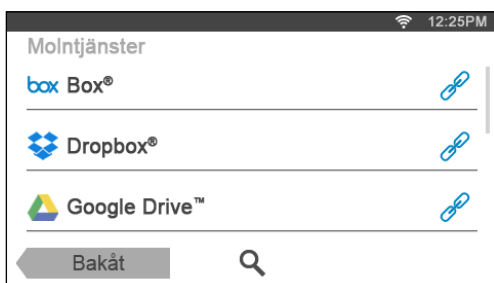 12:25PM
Molntjänster
box Box®
Dropbox®
Google Drive™
Bakåt